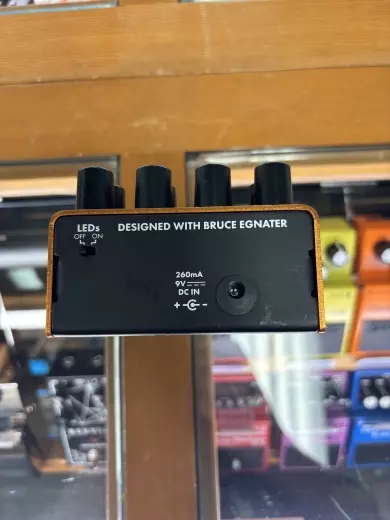 LEDs
OFF ON
DESIGNED WITH BRUCE EGNATER
260mA
9V
DC IN
+ -